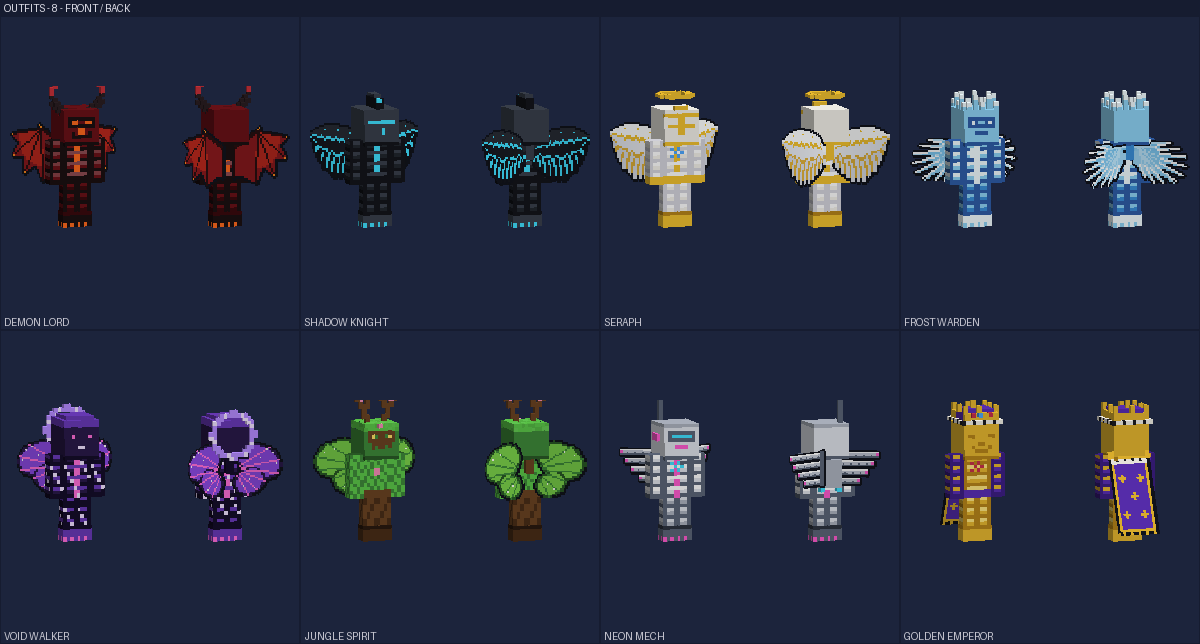 OUTFITS - 8 - FRONT / BACK
DEMON LORD
SHADOW KNIGHT
SERAPH
FROST WARDEN
VOID WALKER
JUNGLE SPIRIT
NEON MECH
GOLDEN EMPEROR